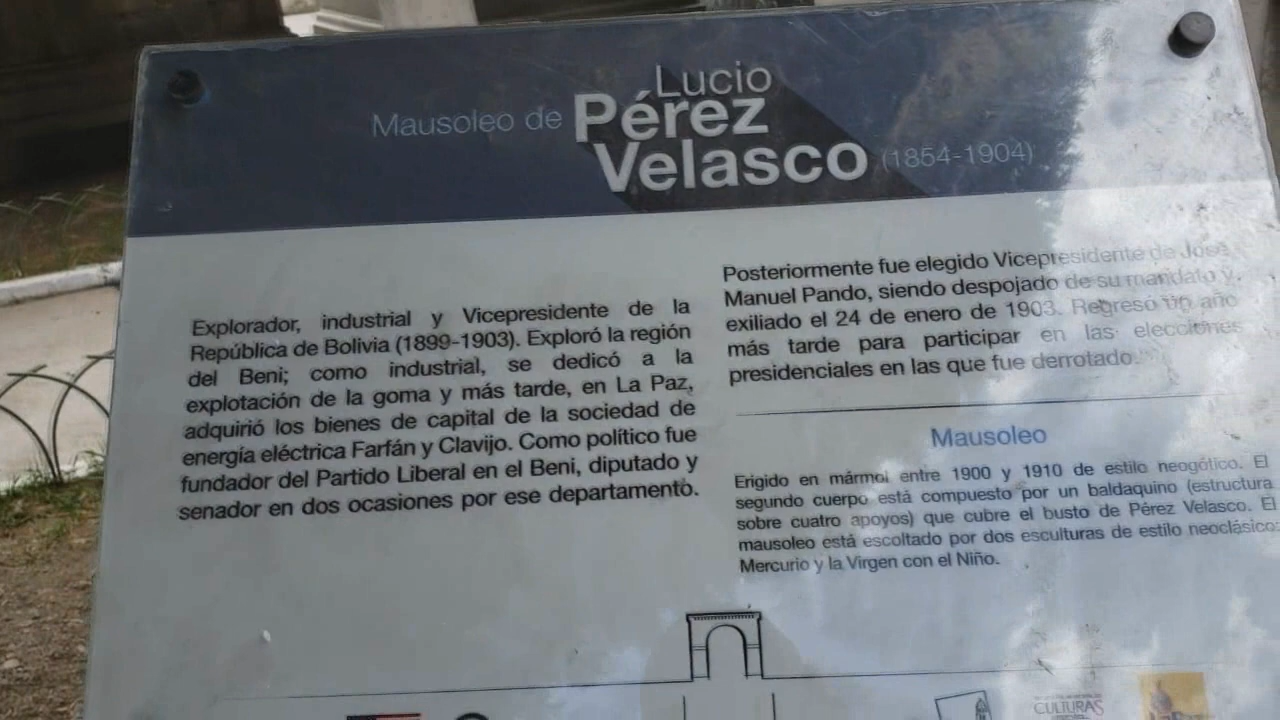 Mausoleo de Lucio
Pérez
Velasco (1854-1904)
Explorador, industrial y Vicepresidente de la
República de Bolivia (1899-1903). Exploró la región
del Beni; como industrial, se dedicó a la
explotación de la goma y más tarde, en La Paz,
adquirió los bienes de capital de la sociedad de
energía eléctrica Farfán y Clavijo. Como político fue
fundador del Partido Liberal en el Beni, diputado y
senador en dos ocasiones por ese departamento.
Posteriormente fue elegido Vicepresidente de José
Manuel Pando, siendo despojado de su mandato y
exiliado el 24 de enero de 1903. Regresó un año
más tarde para participar en las elecciones
presidenciales en las que fue derrotado.
Mausoleo
Erigido en mármol entre 1900 y 1910 de estilo neogótico. El
segundo cuerpo está compuesto por un baldaquino (estructura
sobre cuatro apoyos) que cubre el busto de Pérez Velasco. El
mausoleo está escoltado por dos esculturas de estilo neoclásico:
Mercurio y la Virgen con el Niño.
CULTURAS